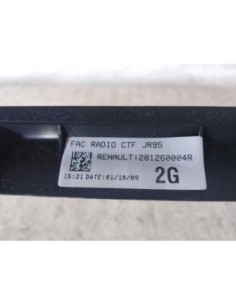 FAC RADIO CTF JR95
RENAULT:281260004R
15:21 DATE:01/10/09
2G